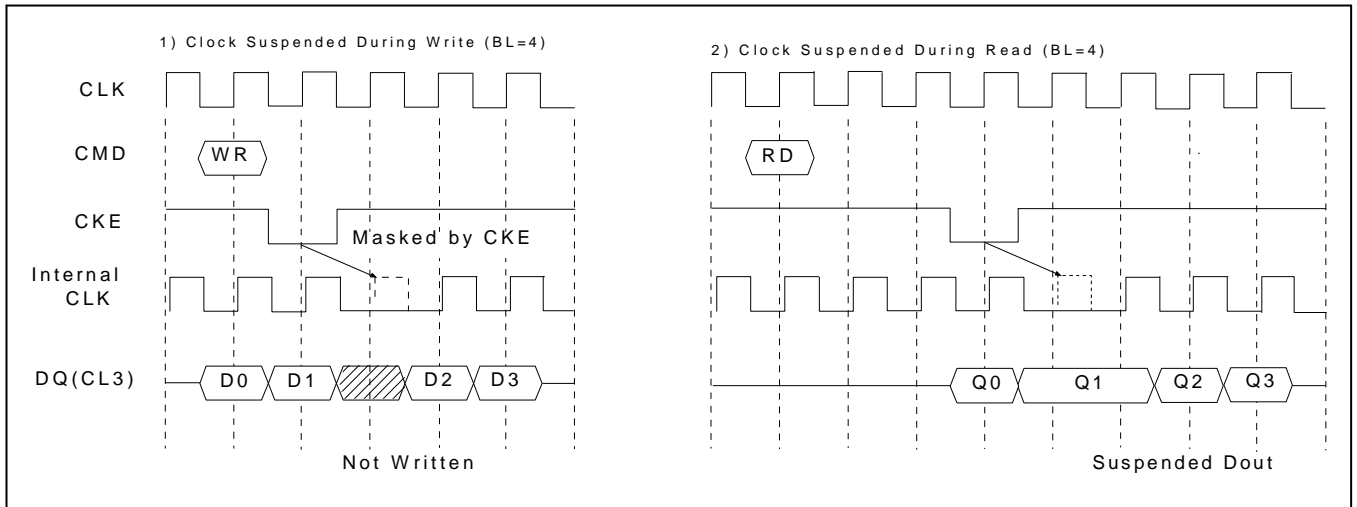 1) Clock Suspended During Write (BL=4)
2) Clock Suspended During Read (BL=4)
CLK
CMD
WR
RD
CKE
Masked by CKE
Internal
CLK
DQ(CL3)
D0
D1
D2
D3
Q0
Q1
Q2
Q3
Not Written
Suspended Dout